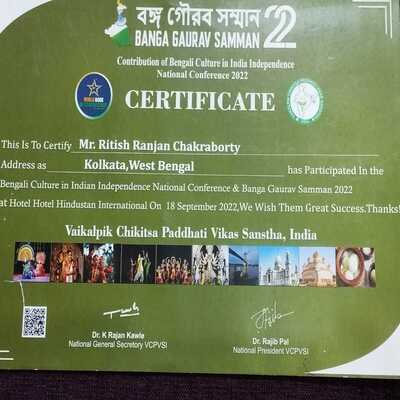 বঙ্গ গৌরব সম্মান
BANGA GAURAV SAMMAN 22
Contribution of Bengali Culture in India Independence
National Conference 2022
CERTIFICATE
This Is To Certify Mr. Ritish Ranjan Chakraborty
Address as Kolkata,West Bengal has Participated In the
Bengali Culture in Indian Independence National Conference & Banga Gaurav Samman 2022
at Hotel Hotel Hindustan International On 18 September 2022,We Wish Them Great Success.Thanks!
Vaikalpik Chikitsa Paddhati Vikas Sanstha, India
Dr. K Rajan Kawle
National General Secretary VCPVSI
Dr. Rajib Pal
National President VCPVSI